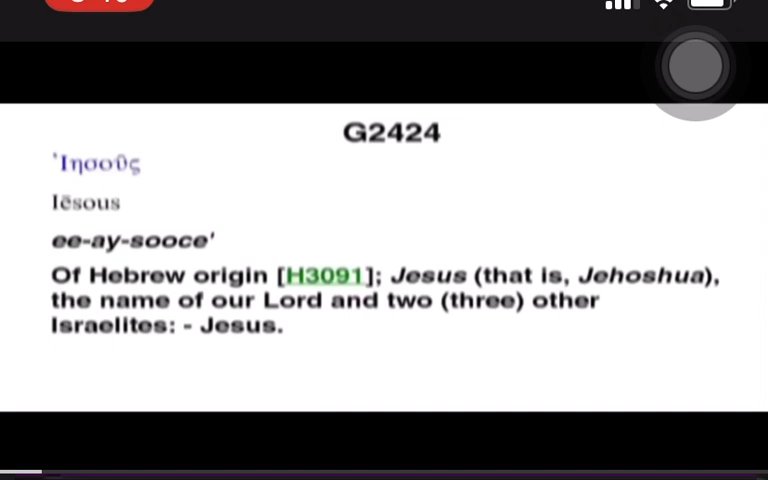 G2424
Ἰησοῦς
Iēsous
ee-ay-sooce'
Of Hebrew origin [H3091]; Jesus (that is, Jehoshua),
the name of our Lord and two (three) other
Israelites: - Jesus.